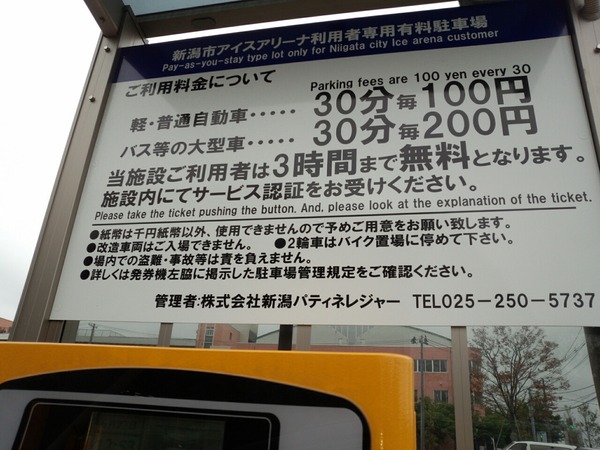 新潟市アイスアリーナ利用者専用有料駐車場
Pay-as-you-stay type lot only for Niigata city Ice arena customer
ご利用料金について
Parking fees are 100 yen every 30
軽・普通自動車・・・・・ 30分毎100円
バス等の大型車・・・・・ 30分毎200円
当施設ご利用者は3時間まで無料となります。
施設内にてサービス認証をお受けください。
Please take the ticket pushing the button. And, please look at the explanation of the ticket.
●紙幣は千円紙幣以外、使用できませんので予めご用意をお願い致します。
●改造車両はご入場できません。 ●2輪車はバイク置場に停めて下さい。
●場内での盗難・事故等は責を負えません。
●詳しくは発券機左脇に掲示した駐車場管理規定をご確認ください。
管理者:株式会社新潟パティネレジャー TEL025-250-5737